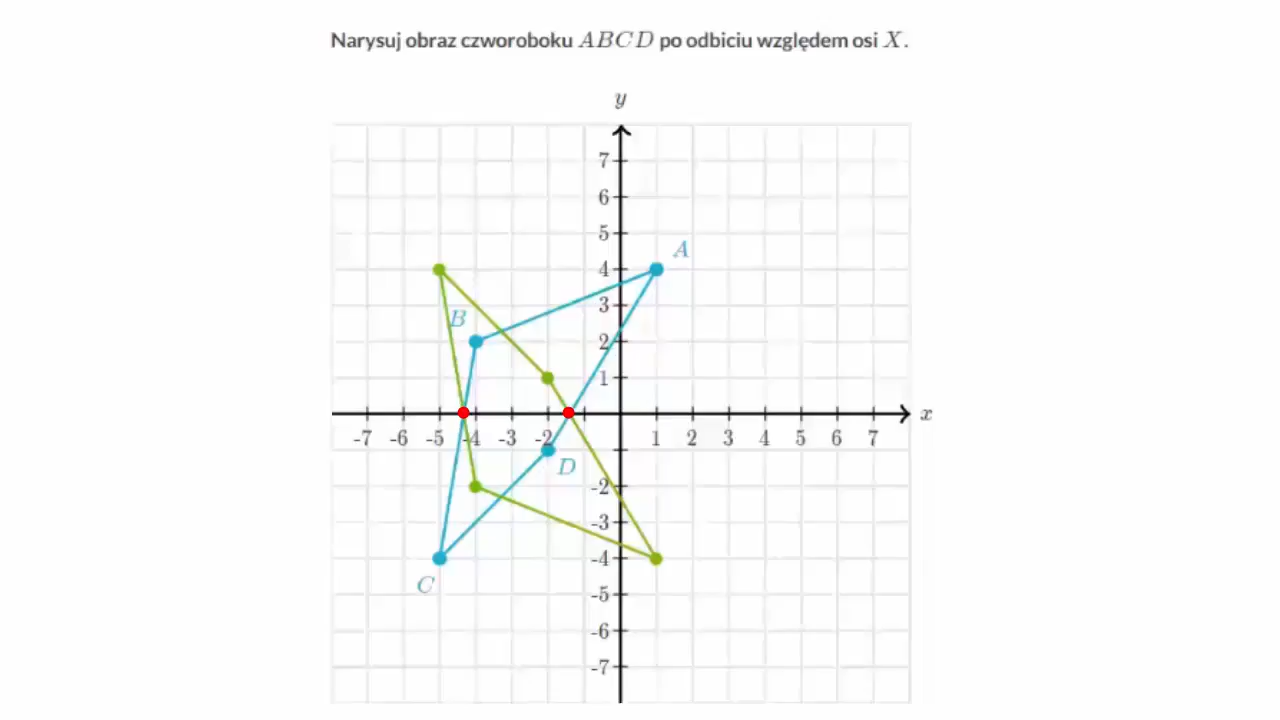 Narysuj obraz czworoboku ABCD po odbiciu względem osi X.
y
7
6
5
A
4
3
B
2
1
x
-7 -6 -5 -4 -3 -2 1 2 3 4 5 6 7
D
-2
-3
-4
C
-5
-6
-7